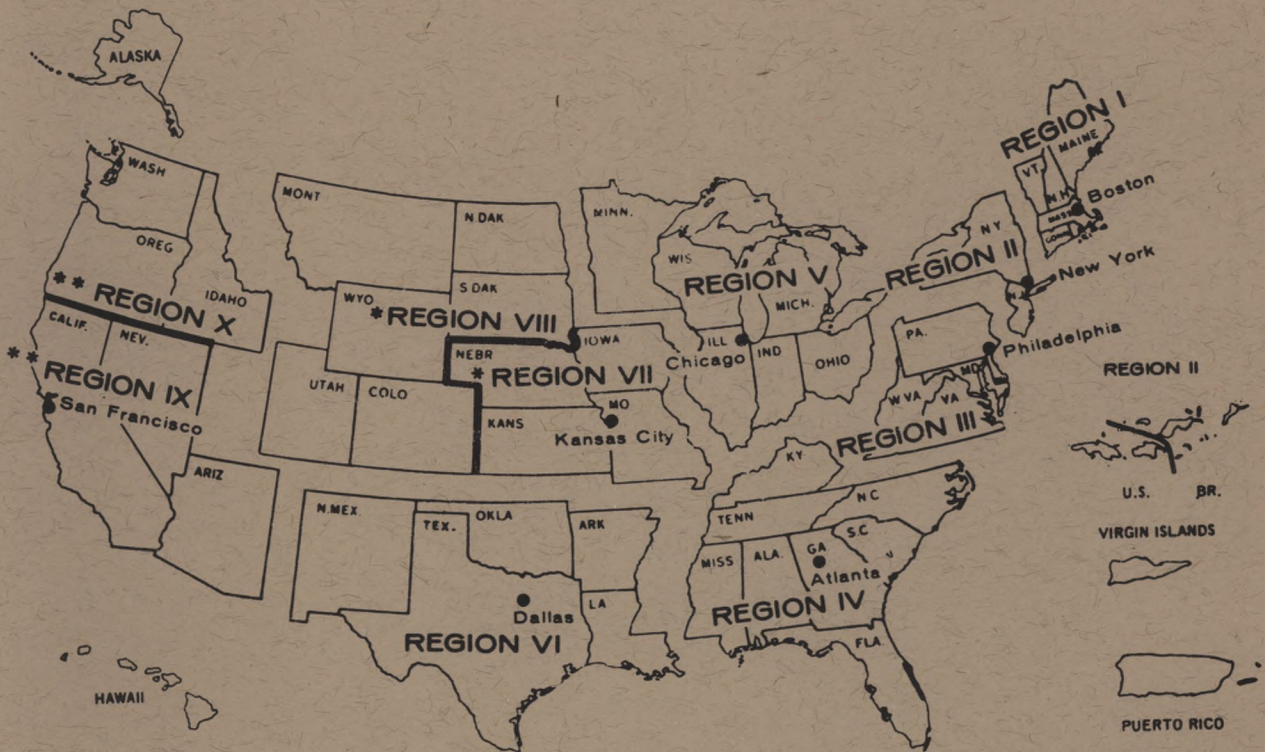 ALASKA
WASH
OREG
IDAHO
** REGION X
CALIF.
NEV.
** REGION IX
San Francisco
ARIZ
HAWAII
MONT
N DAK
S DAK
WYO
*REGION VIII
UTAH
COLO
NEBR
IOWA
* REGION VII
KANS
MO
Kansas City
N.MEX.
TEX.
OKLA
ARK
LA
Dallas
REGION VI
MINN.
WIS
REGION V
MICH.
ILL
Chicago
IND
OHIO
KY
TENN
N C
S.C
MISS
ALA.
GA
Atlanta
REGION IV
FLA.
REGION I
MAINE
VT.
N.H.
MASS
CONN
Boston
N Y
REGION II
New York
N.J.
PA.
Philadelphia
MD.
W VA
VA
REGION III
REGION II
U.S. BR.
VIRGIN ISLANDS
PUERTO RICO